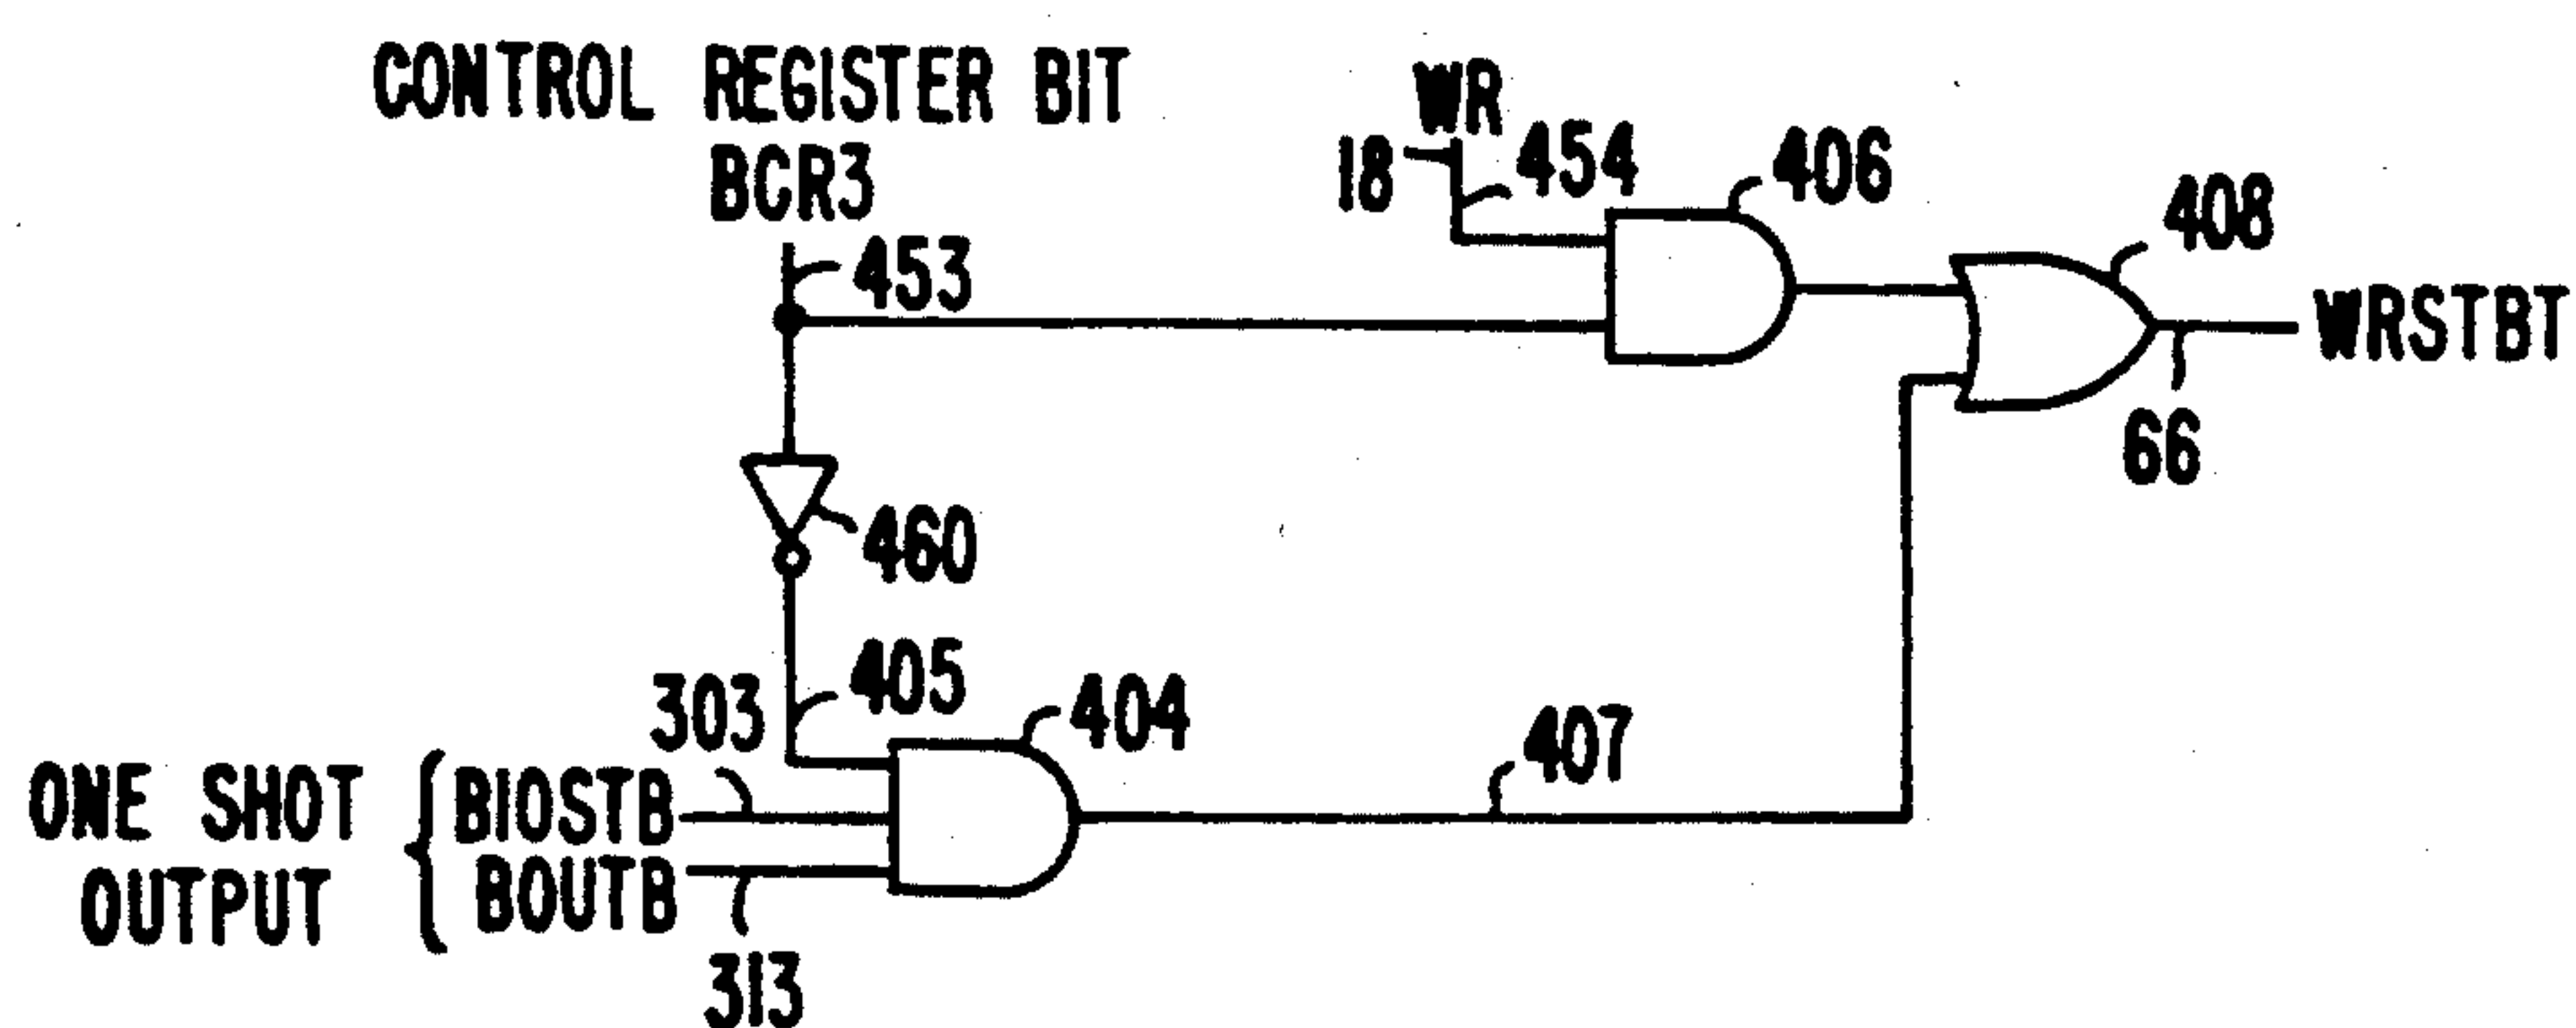 CONTROL REGISTER BIT
BCR3
453
WR
18
454
406
408
WRSTBT
66
460
405
303
404
407
ONE SHOT
OUTPUT
BIOSTB
BOUTB
313